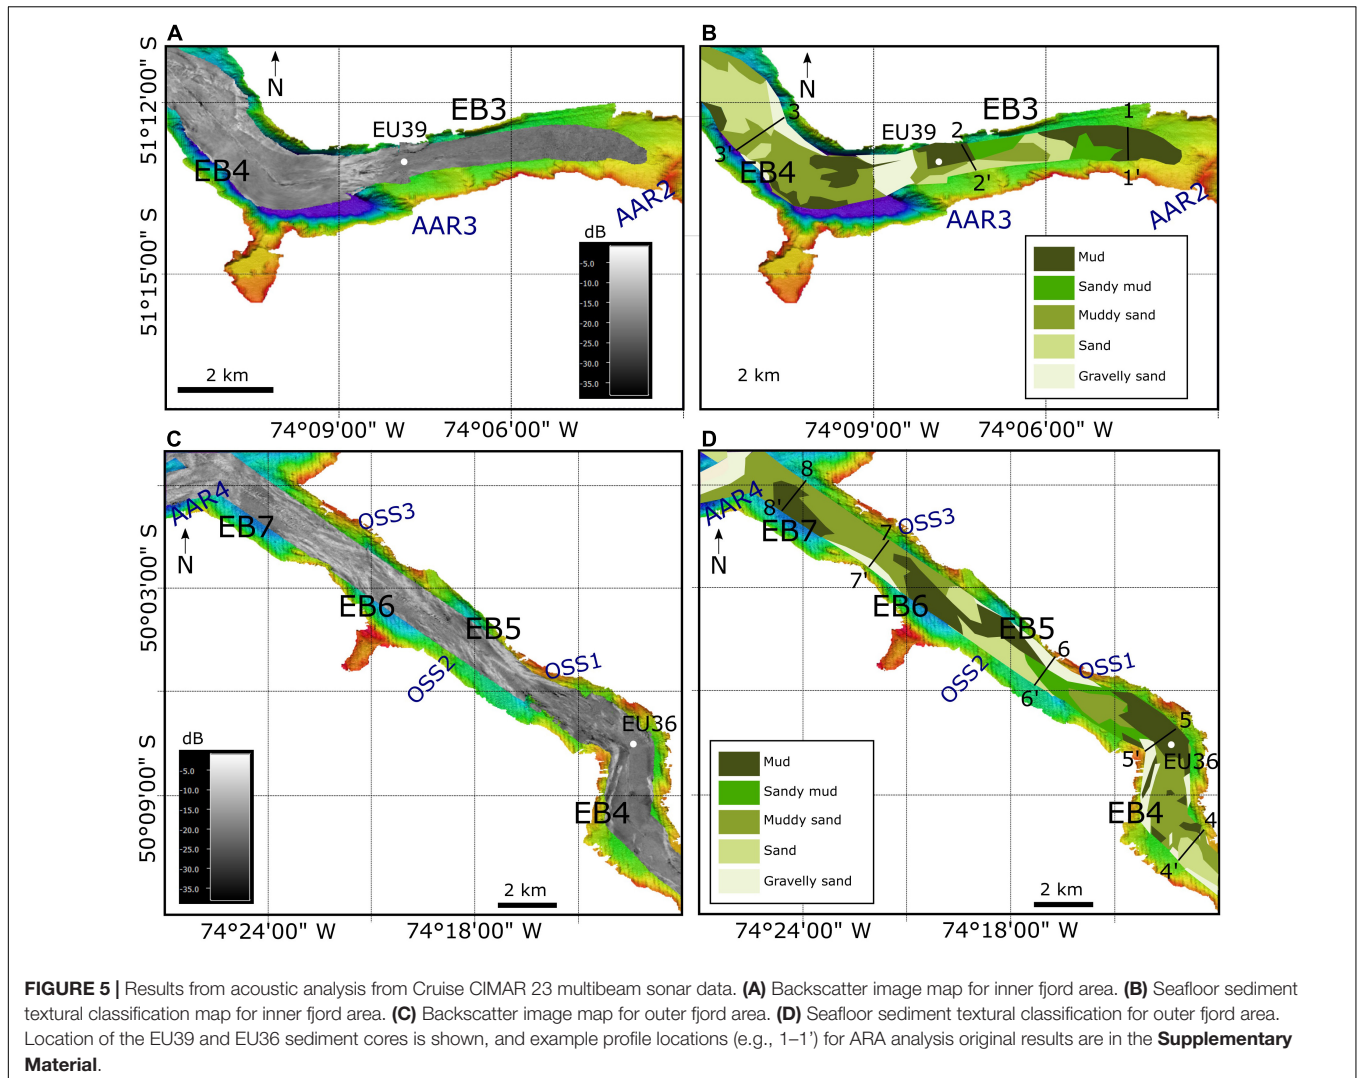 A
B
51°12'00" S
51°15'00" S
N
EB3
EU39
EB4
AAR3
AAR2
dB
-5.0
-10.0
-15.0
-20.0
-25.0
-30.0
-35.0
2 km
74°09'00" W
74°06'00" W
N
EB3
EU39
3
3'
2
2'
1
1'
EB4
AAR3
AAR2
Mud
Sandy mud
Muddy sand
Sand
Gravelly sand
2 km
74°09'00" W
74°06'00" W
C
D
50°03'00" S
50°09'00" S
AAR4
N
EB7
OSS3
EB6
EB5
OSS2
OSS1
EU36
EB4
dB
-5.0
-10.0
-15.0
-20.0
-25.0
-30.0
-35.0
2 km
74°24'00" W
74°18'00" W
8
8'
AAR4
N
EB7
7
7'
OSS3
EB6
EB5
6
6'
OSS2
OSS1
5
5'
EU36
EB4
4
4'
Mud
Sandy mud
Muddy sand
Sand
Gravelly sand
2 km
74°24'00" W
74°18'00" W
FIGURE 5 | Results from acoustic analysis from Cruise CIMAR 23 multibeam sonar data. (A) Backscatter image map for inner fjord area. (B) Seafloor sediment
textural classification map for inner fjord area. (C) Backscatter image map for outer fjord area. (D) Seafloor sediment textural classification for outer fjord area.
Location of the EU39 and EU36 sediment cores is shown, and example profile locations (e.g., 1–1') for ARA analysis original results are in the Supplementary
Material.